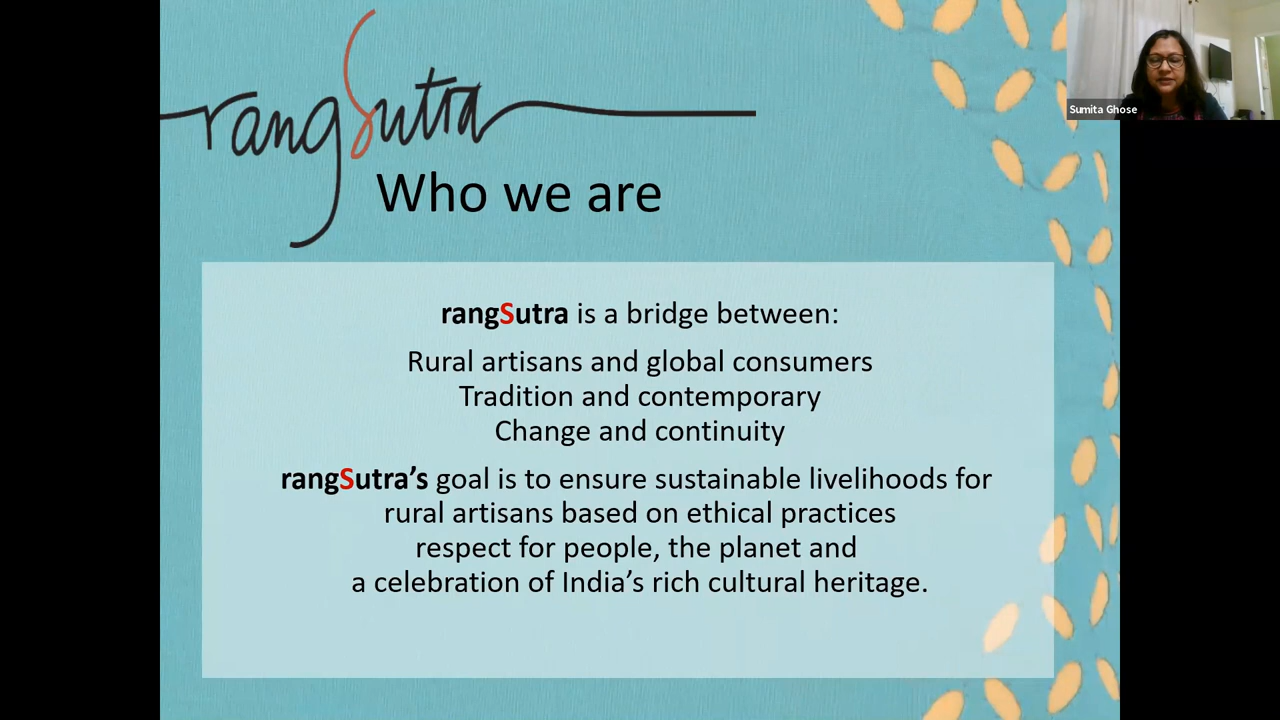 rangSutra
Sumita Ghose
Who we are
rangSutra is a bridge between:
Rural artisans and global consumers
Tradition and contemporary
Change and continuity
rangSutra’s goal is to ensure sustainable livelihoods for
rural artisans based on ethical practices
respect for people, the planet and
a celebration of India’s rich cultural heritage.